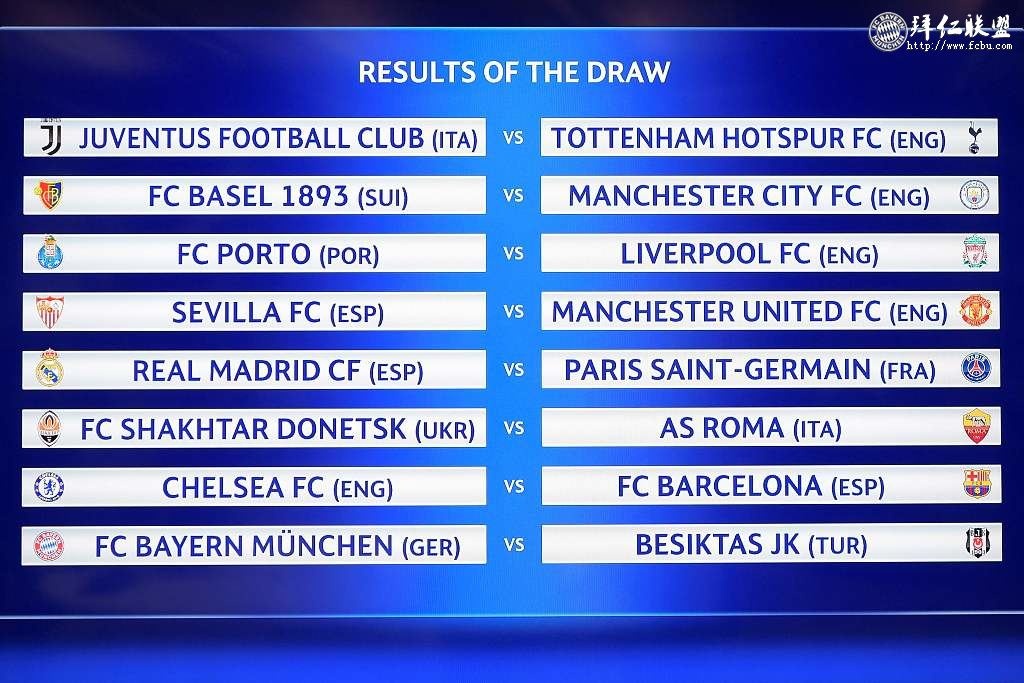 拜仁联盟
http://www.fcbu.com
RESULTS OF THE DRAW
JUVENTUS FOOTBALL CLUB (ITA) VS TOTTENHAM HOTSPUR FC (ENG)
FC BASEL 1893 (SUI) VS MANCHESTER CITY FC (ENG)
FC PORTO (POR) VS LIVERPOOL FC (ENG)
SEVILLA FC (ESP) VS MANCHESTER UNITED FC (ENG)
REAL MADRID CF (ESP) VS PARIS SAINT-GERMAIN (FRA)
FC SHAKHTAR DONETSK (UKR) VS AS ROMA (ITA)
CHELSEA FC (ENG) VS FC BARCELONA (ESP)
FC BAYERN MÜNCHEN (GER) VS BESIKTAS JK (TUR)